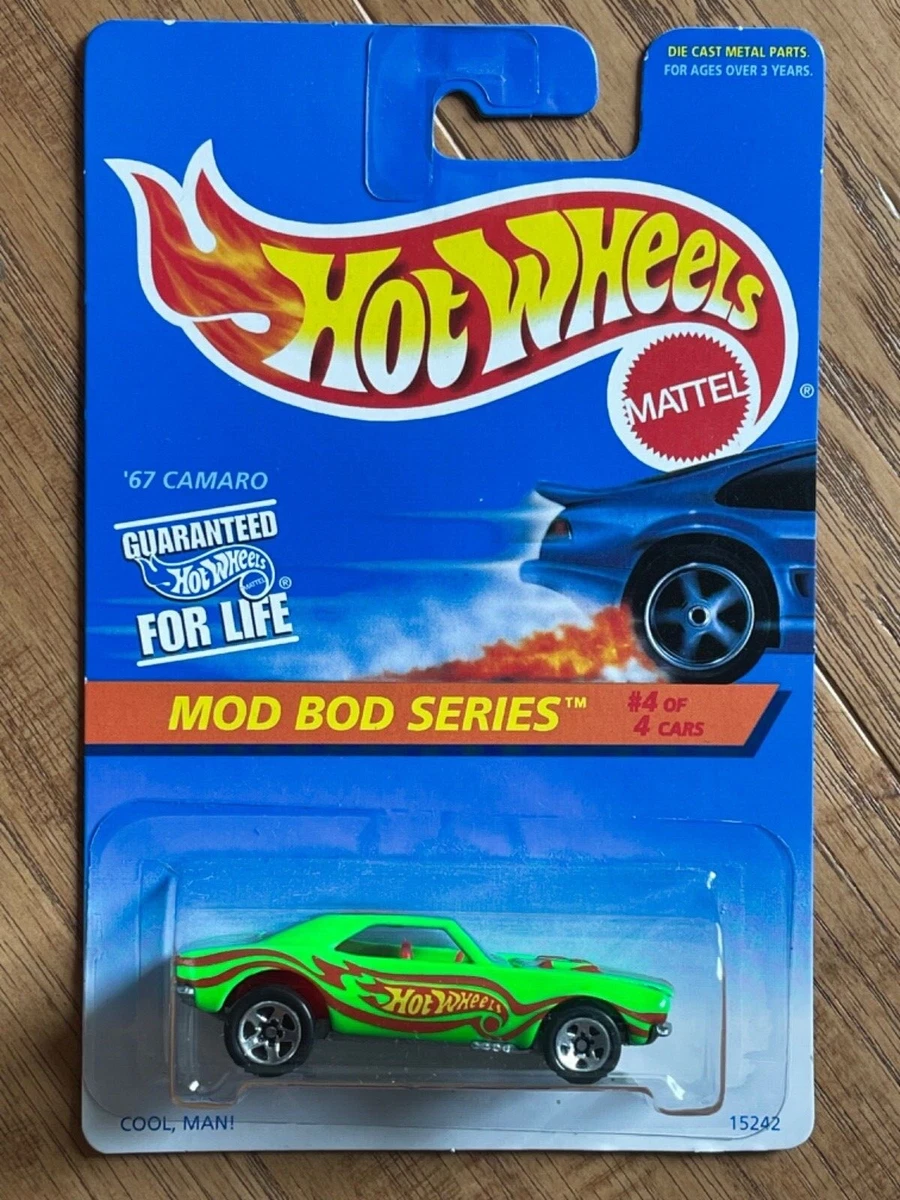 DIE CAST METAL PARTS.
FOR AGES OVER 3 YEARS.
HOT WHEELS
MATTEL
®
'67 CAMARO
GUARANTEED
HOT WHEELS
MATTEL
®
FOR LIFE
MOD BOD SERIES™
#4 OF
4 CARS
HOT WHEELS
COOL, MAN!
15242